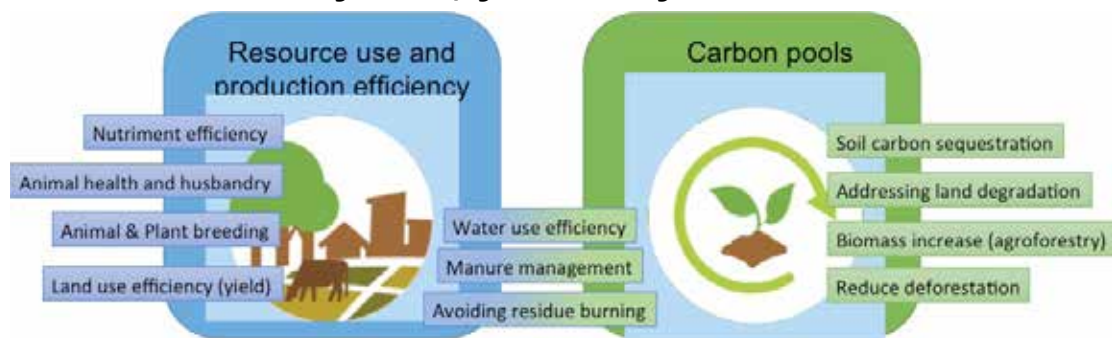 Resource use and
production efficiency
Nutriment efficiency
Animal health and husbandry
Animal & Plant breeding
Land use efficiency (yield)
Water use efficiency
Manure management
Avoiding residue burning
Carbon pools
Soil carbon sequestration
Addressing land degradation
Biomass increase (agroforestry)
Reduce deforestation